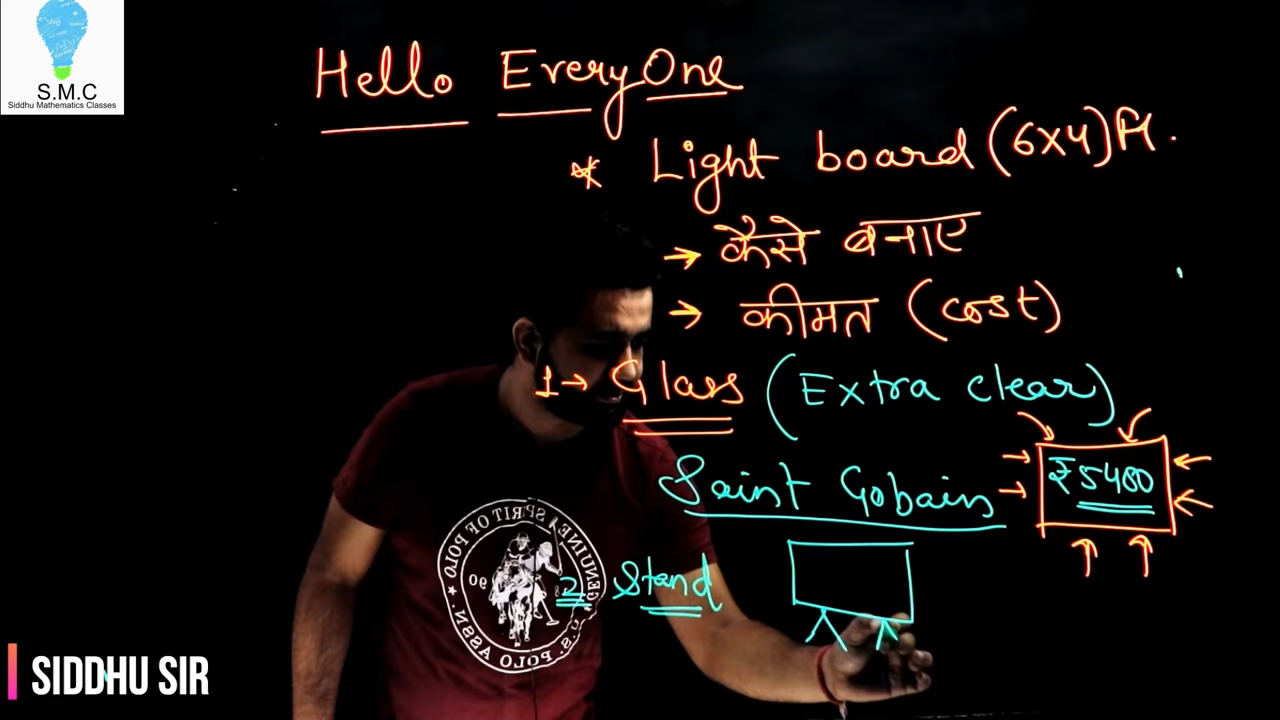 S.M.C
Siddhu Mathematics Classes
Hello EveryOne
* Light board (6x4)Ft.
→ कैसे बनाए
→ कीमत (cost)
1→ Glass (Extra clear)
Saint Gobain → ₹5400
2 Stand
GENUINE SPIRIT OF POLO
90
U.S. POLO ASSN.
SIDDHU SIR